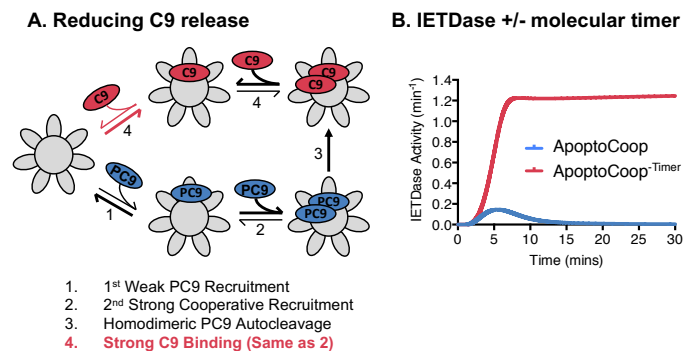 A. Reducing C9 release
B. IETDase +/- molecular timer
C9
C9
C9
C9
C9
4
4
3
PC9
PC9
PC9
PC9
PC9
1
2
1. 1st Weak PC9 Recruitment
2. 2nd Strong Cooperative Recruitment
3. Homodimeric PC9 Autocleavage
4. Strong C9 Binding (Same as 2)
IETDase Activity (min-1)
1.4
1.2
1.0
0.8
0.6
0.4
0.2
0.0
ApoptoCoop
ApoptoCoop-Timer
0 5 10 15 20 25 30
Time (mins)